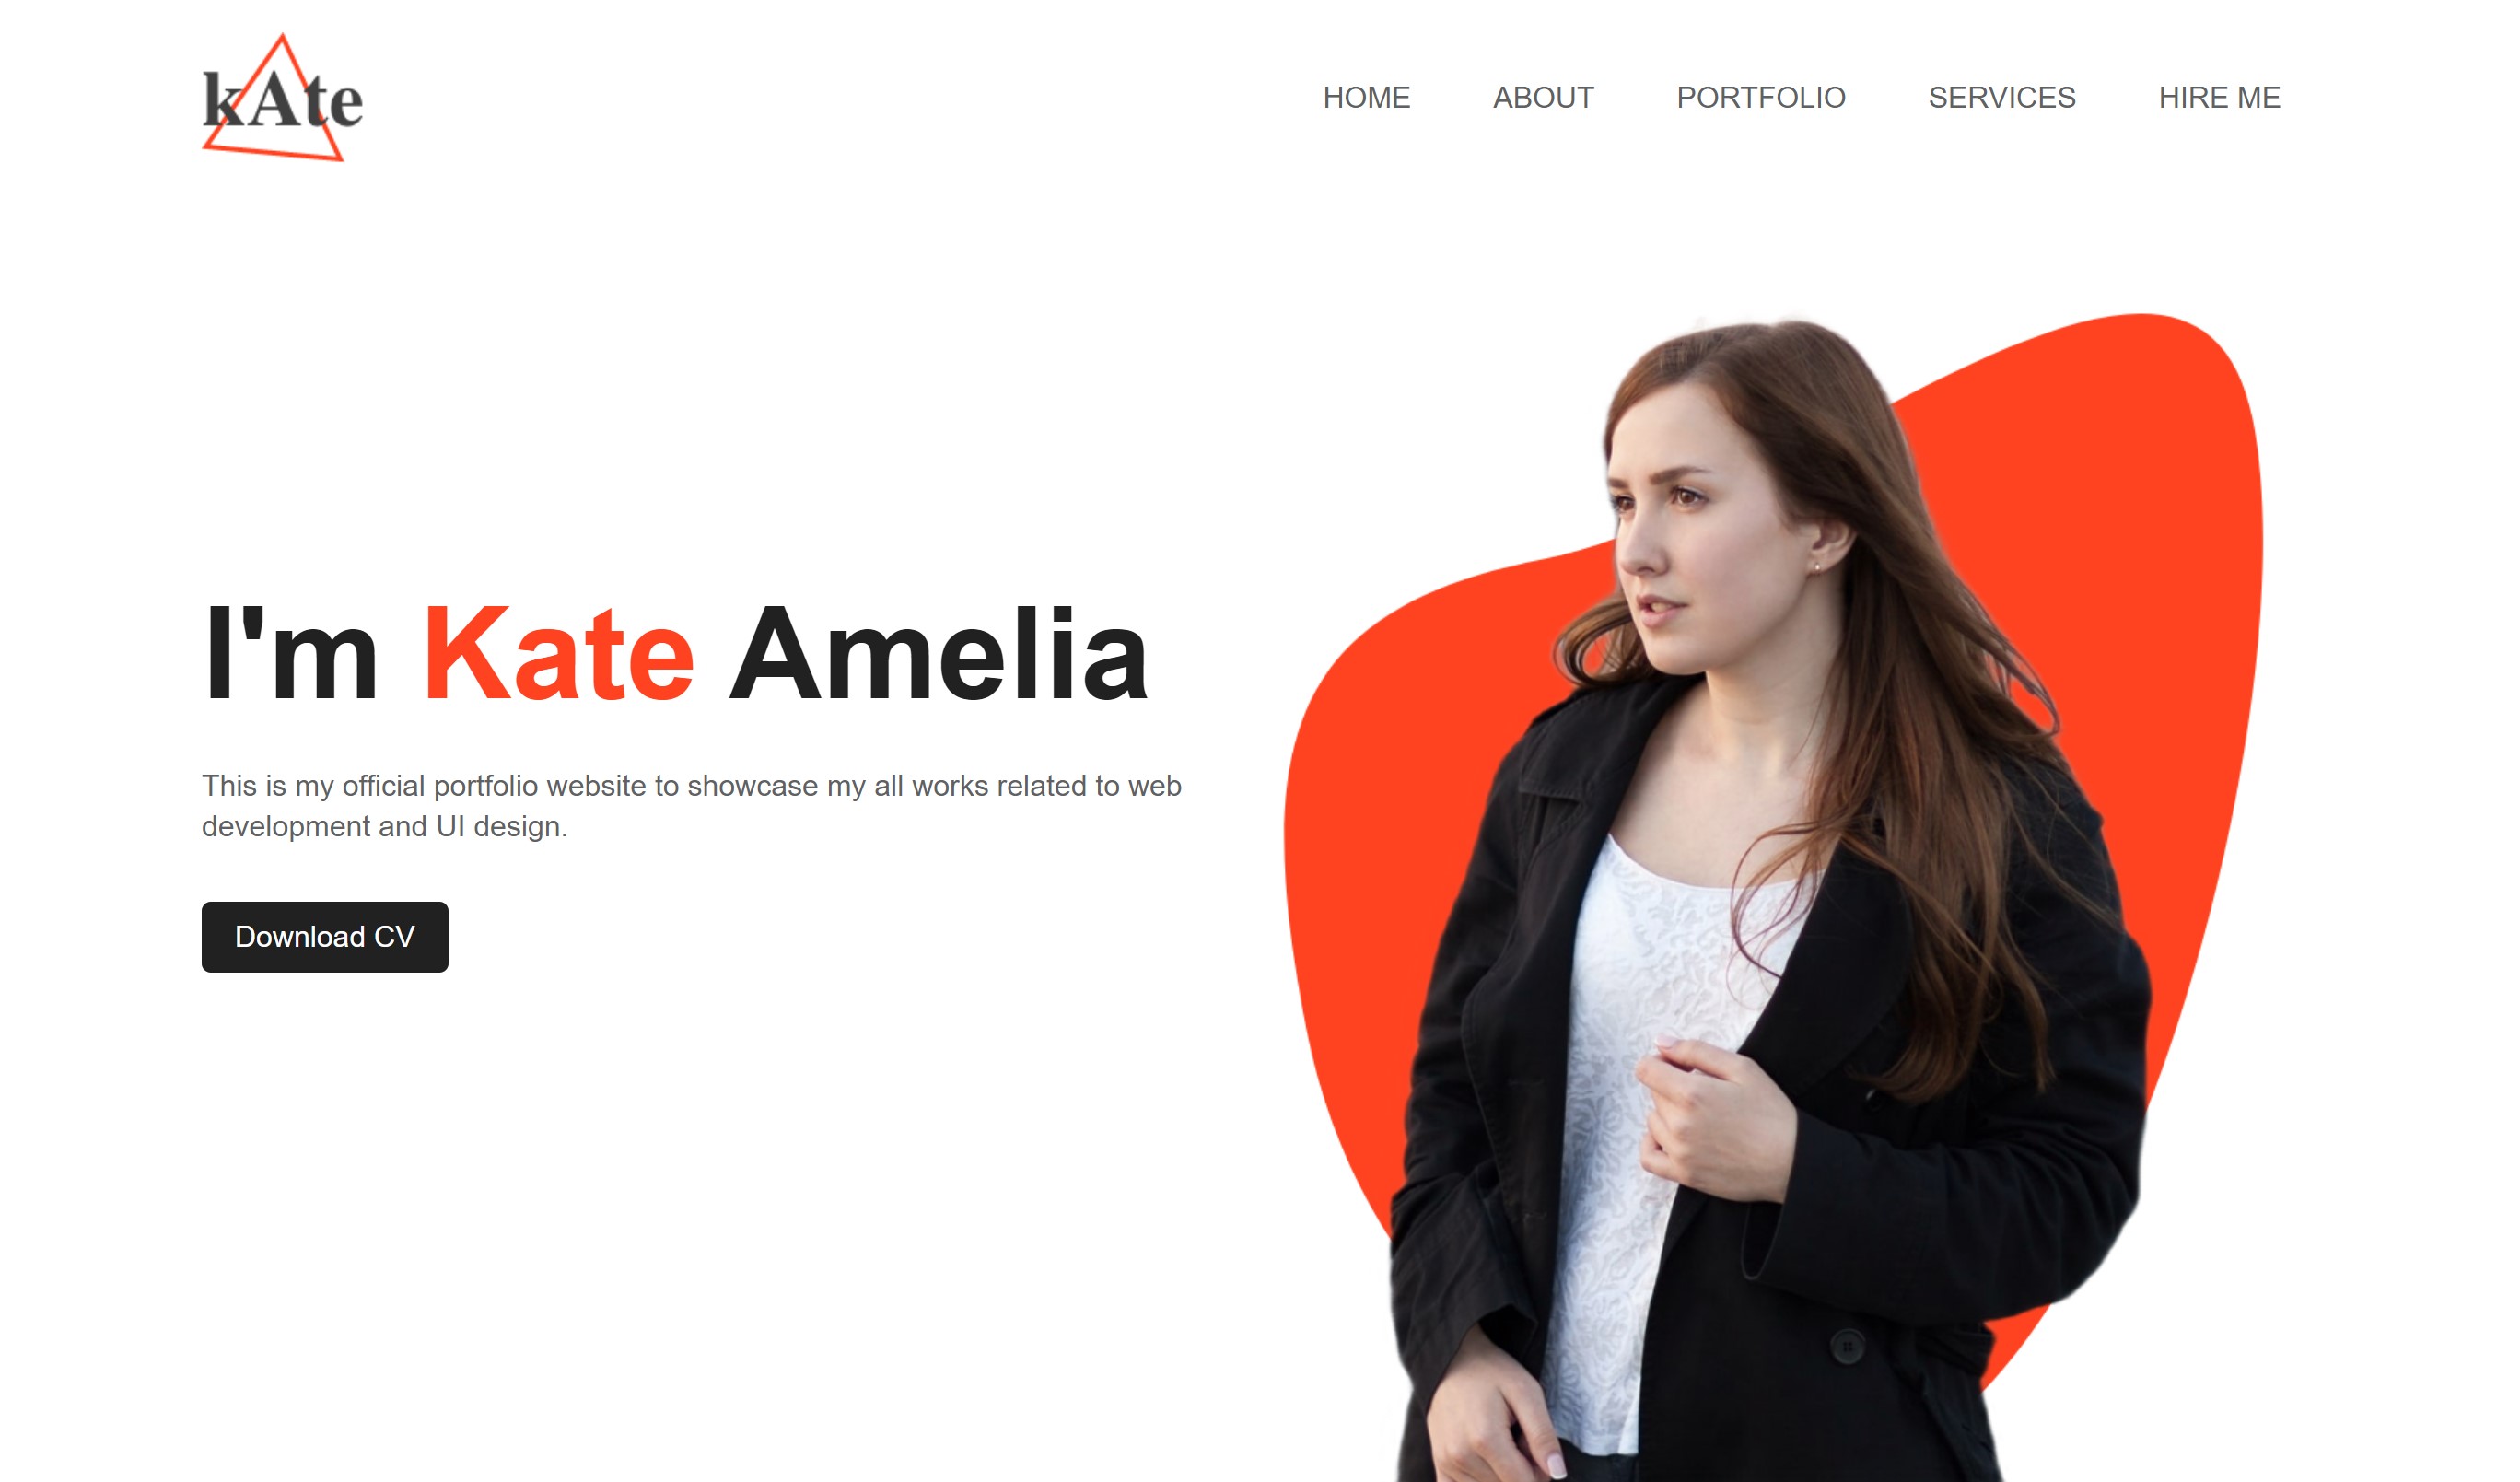 kAte
HOME ABOUT PORTFOLIO SERVICES HIRE ME
I'm Kate Amelia
This is my official portfolio website to showcase my all works related to web
development and UI design.
Download CV